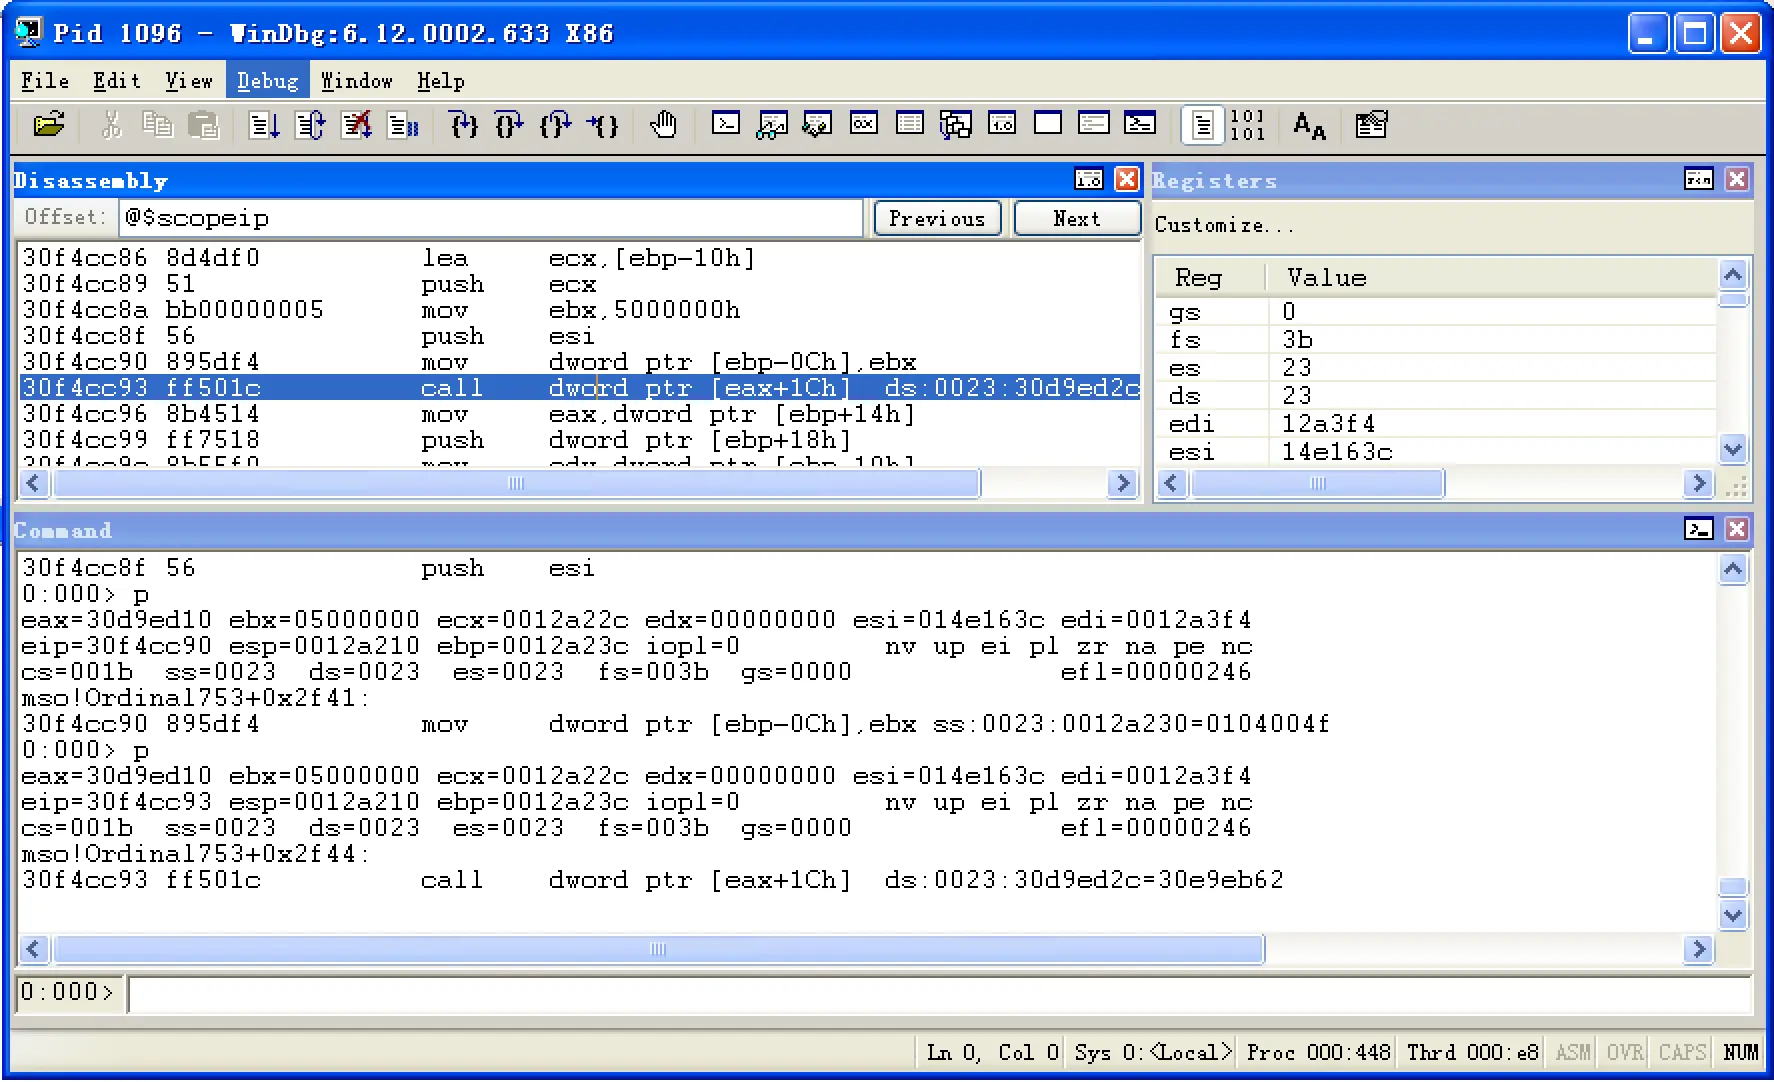 Pid 1096 - WinDbg:6.12.0002.633 X86
File Edit View Debug Window Help
101
101
AA
Disassembly
Offset: @$scopeip Previous Next
30f4cc86 8d4df0 lea ecx,[ebp-10h]
30f4cc89 51 push ecx
30f4cc8a bb00000005 mov ebx,5000000h
30f4cc8f 56 push esi
30f4cc90 895df4 mov dword ptr [ebp-0Ch],ebx
30f4cc93 ff501c call dword ptr [eax+1Ch] ds:0023:30d9ed2c
30f4cc96 8b4514 mov eax,dword ptr [ebp+14h]
30f4cc99 ff7518 push dword ptr [ebp+18h]
30f4cc9c 8b55f0 mov edx,dword ptr [ebp-10h]
Registers
Customize...
Reg Value
gs 0
fs 3b
es 23
ds 23
edi 12a3f4
esi 14e163c
Command
30f4cc8f 56 push esi
0:000> p
eax=30d9ed10 ebx=05000000 ecx=0012a22c edx=00000000 esi=014e163c edi=0012a3f4
eip=30f4cc90 esp=0012a210 ebp=0012a23c iopl=0 nv up ei pl zr na pe nc
cs=001b ss=0023 ds=0023 es=0023 fs=003b gs=0000 efl=00000246
mso!Ordinal753+0x2f41:
30f4cc90 895df4 mov dword ptr [ebp-0Ch],ebx ss:0023:0012a230=0104004f
0:000> p
eax=30d9ed10 ebx=05000000 ecx=0012a22c edx=00000000 esi=014e163c edi=0012a3f4
eip=30f4cc93 esp=0012a210 ebp=0012a23c iopl=0 nv up ei pl zr na pe nc
cs=001b ss=0023 ds=0023 es=0023 fs=003b gs=0000 efl=00000246
mso!Ordinal753+0x2f44:
30f4cc93 ff501c call dword ptr [eax+1Ch] ds:0023:30d9ed2c=30e9eb62
0:000>
Ln 0, Col 0 Sys 0:<Local> Proc 000:448 Thrd 000:e8 ASM OVR CAPS NUM